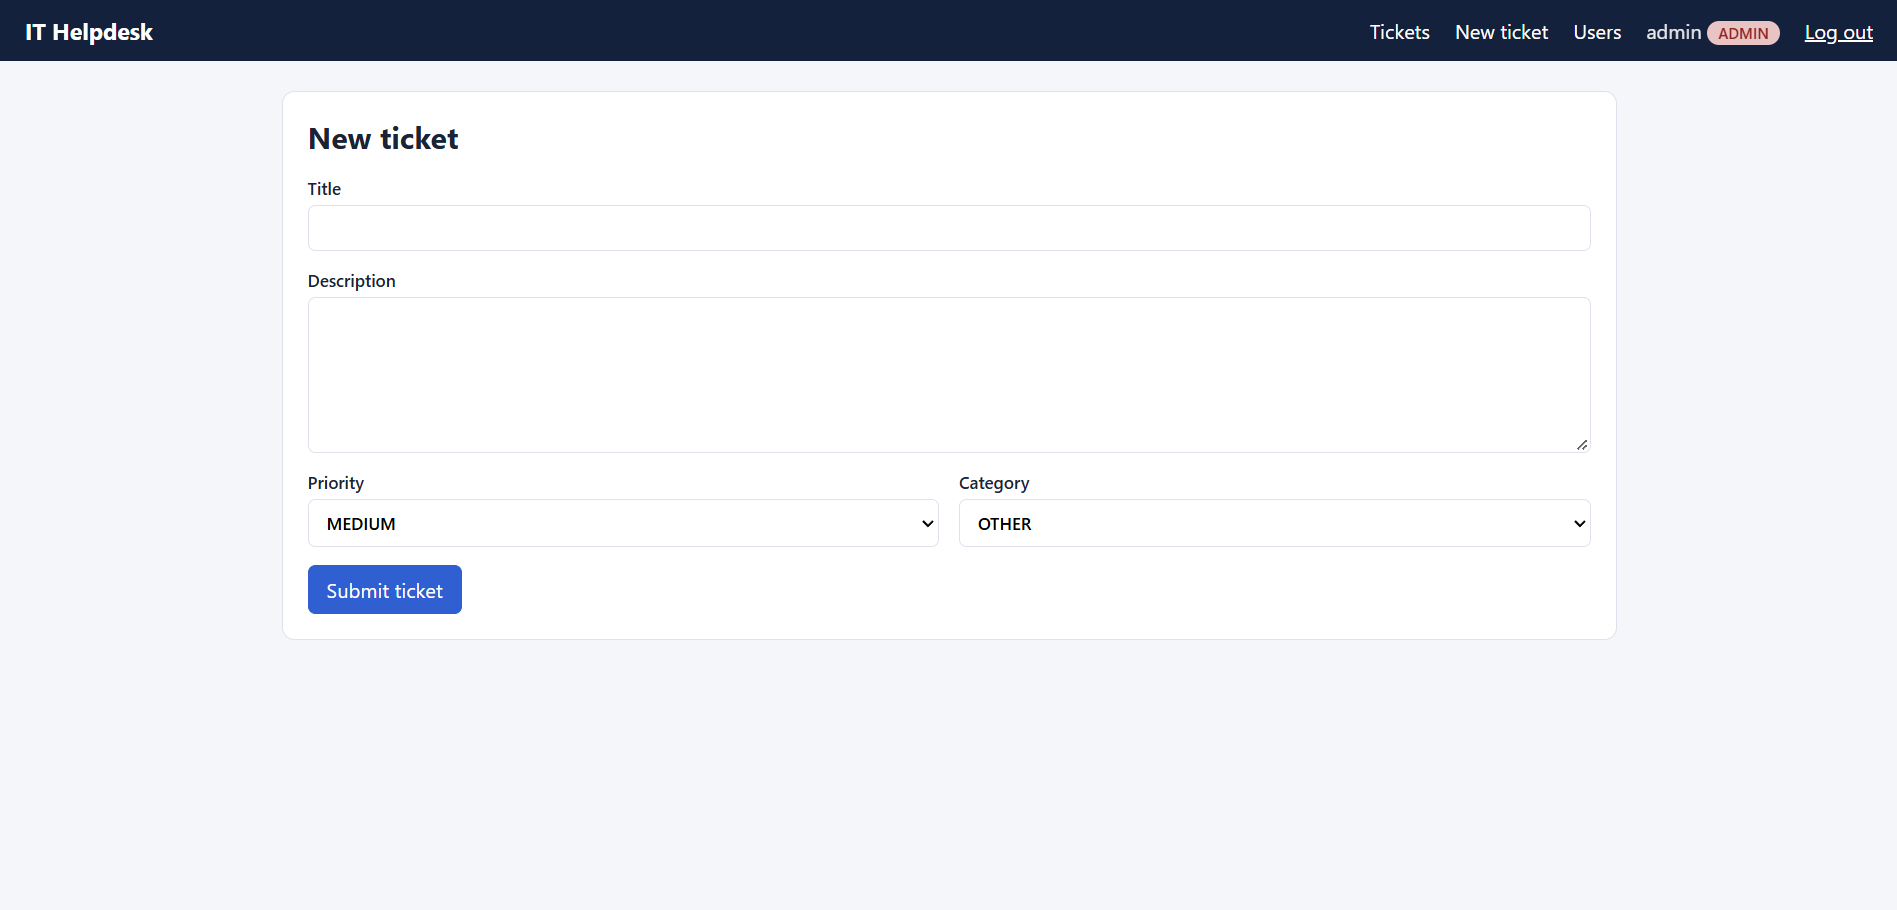 IT Helpdesk Tickets New ticket Users admin ADMIN Log out
New ticket
Title
Description
Priority Category
MEDIUM OTHER
Submit ticket